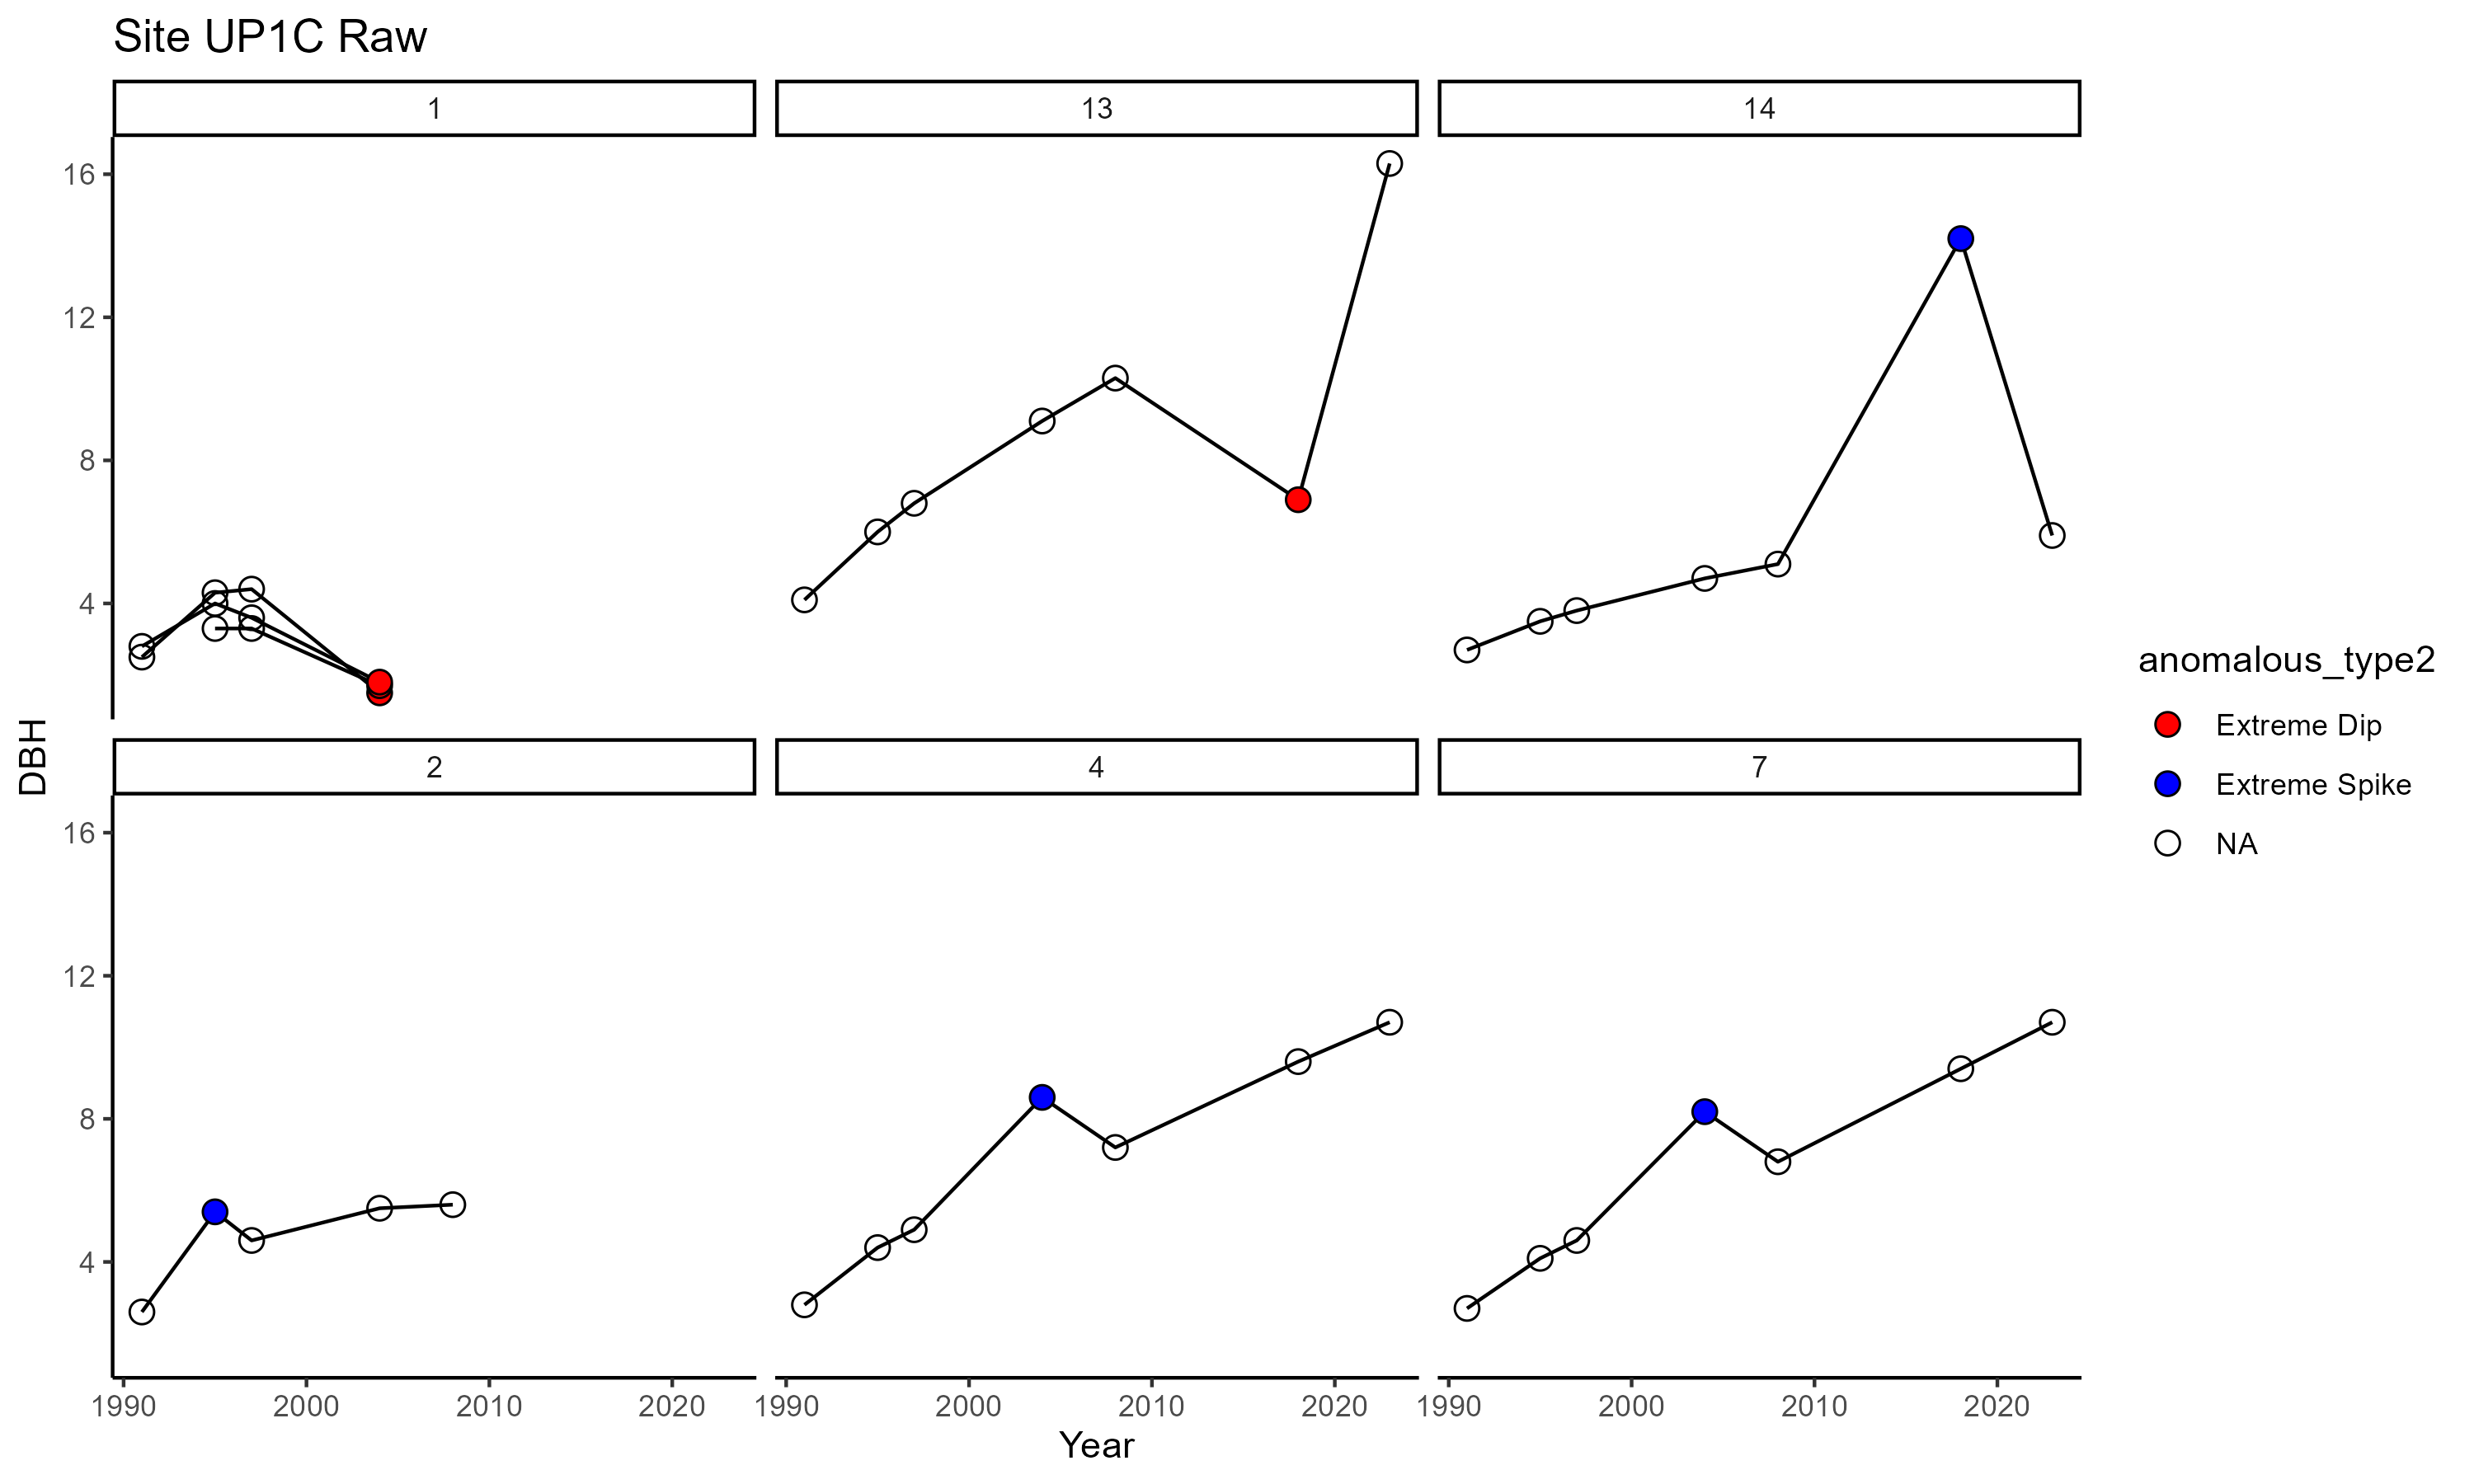 Site UP1C Raw
1 13 14
16
12
8
4
DBH
2 4 7
16
12
8
4
1990 2000 2010 2020 1990 2000 2010 2020 1990 2000 2010 2020
Year
anomalous_type2
Extreme Dip
Extreme Spike
NA